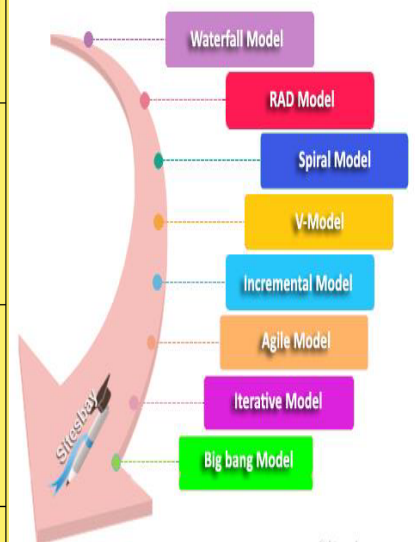 Waterfall Model
RAD Model
Spiral Model
V-Model
Incremental Model
Agile Model
Iterative Model
Big bang Model
Sitesbay